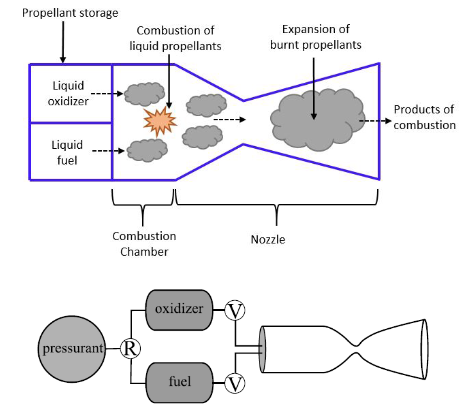 Propellant storage
Combustion of
liquid propellants
Expansion of
burnt propellants
Liquid
oxidizer
Liquid
fuel
Products of
combustion
Combustion
Chamber
Nozzle
oxidizer
V
pressurant
R
fuel
V